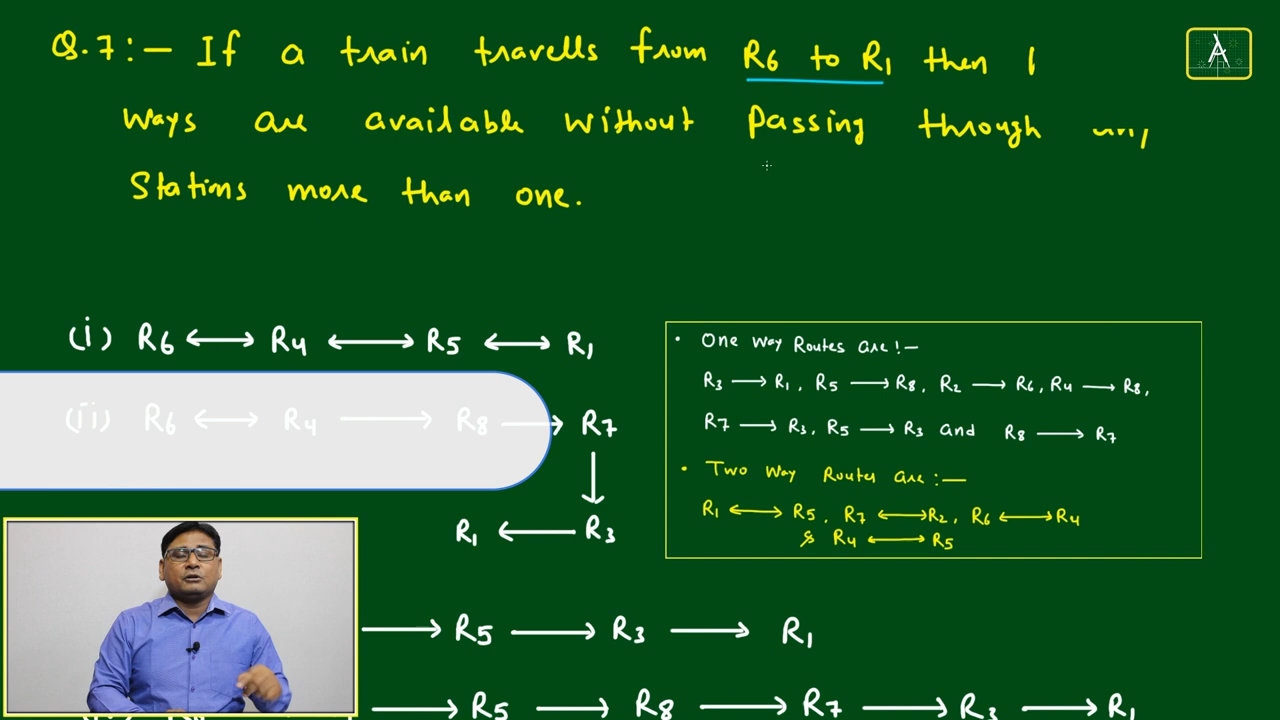 Q.7:- If a train travells from R6 to R1 then
ways are available without passing through
Stations more than one.
(i) R6 ⟷ R4 ⟷ R5 ⟷ R1
(ii) R6 ⟷ R4 ⟶ R8 ⟶ R7
↓
R1 ⟵ R3
⟶ R5 ⟶ R3 ⟶ R1
⟶ R5 ⟶ R8 ⟶ R7 ⟶ R3 ⟶ R1
• One Way Routes are:-
R3 ⟶ R1, R5 ⟶ R8, R2 ⟶ R6, R4 ⟶ R8,
R7 ⟶ R3, R5 ⟶ R3 and R8 ⟶ R7
• Two Way Routes are:-
R1 ⟷ R5, R7 ⟷ R2, R6 ⟷ R4
& R4 ⟷ R5